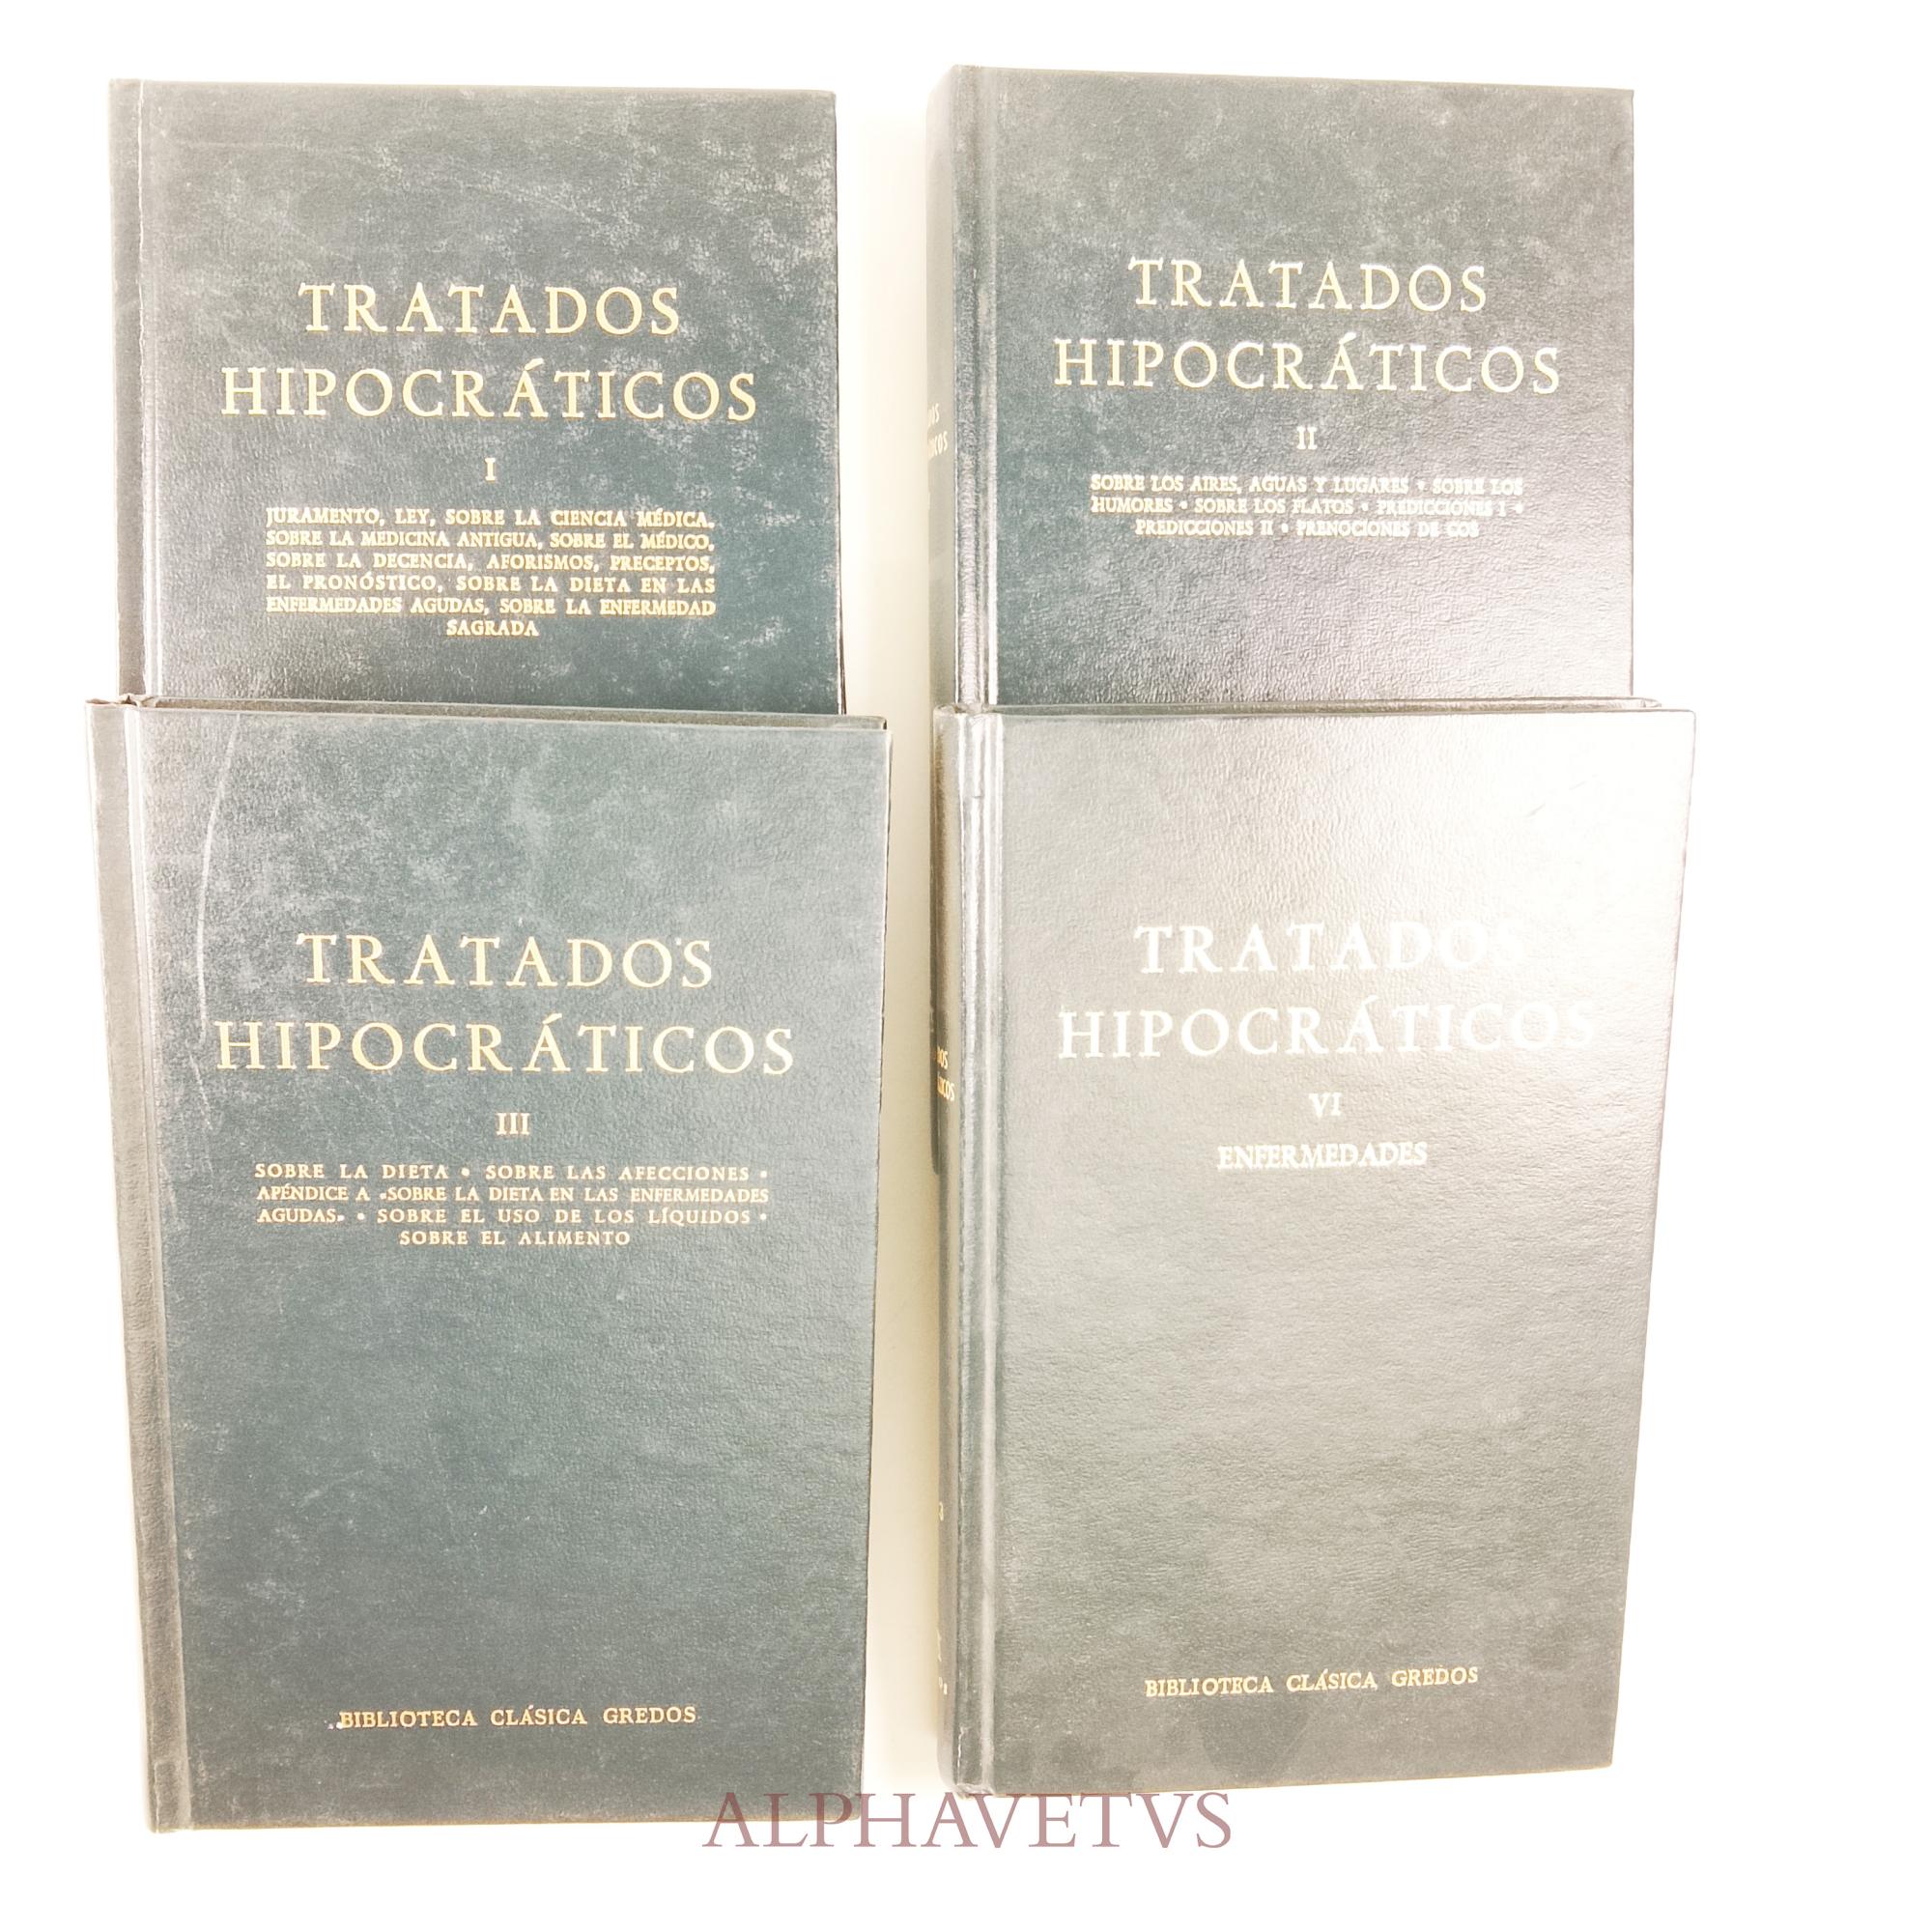 TRATADOS
HIPOCRÁTICOS
I
JURAMENTO, LEY, SOBRE LA CIENCIA MÉDICA,
SOBRE LA MEDICINA ANTIGUA, SOBRE EL MÉDICO,
SOBRE LA DECENCIA, AFORISMOS, PRECEPTOS,
EL PRONÓSTICO, SOBRE LA DIETA EN LAS
ENFERMEDADES AGUDAS, SOBRE LA ENFERMEDAD
SAGRADA
TRATADOS
HIPOCRÁTICOS
II
SOBRE LOS AIRES, AGUAS Y LUGARES • SOBRE LOS
HUMORES • SOBRE LOS FLATOS • PREDICCIONES I •
PREDICCIONES II • PRENOCIONES DE COS
TRATADOS
HIPOCRÁTICOS
III
SOBRE LA DIETA • SOBRE LAS AFECCIONES •
APÉNDICE A «SOBRE LA DIETA EN LAS ENFERMEDADES
AGUDAS» • SOBRE EL USO DE LOS LÍQUIDOS •
SOBRE EL ALIMENTO
BIBLIOTECA CLÁSICA GREDOS
TRATADOS
HIPOCRÁTICOS
VI
ENFERMEDADES
BIBLIOTECA CLÁSICA GREDOS
ALPHAVETVS